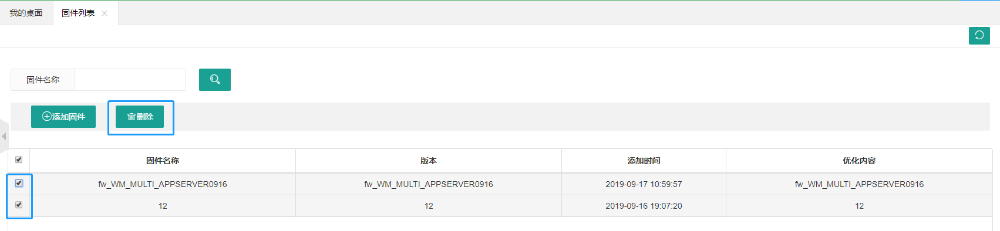 我的桌面 固件列表
固件名称
添加固件 删除
固件名称 版本 添加时间 优化内容
fw_WM_MULTI_APPSERVER0916 fw_WM_MULTI_APPSERVER0916 2019-09-17 10:59:57 fw_WM_MULTI_APPSERVER0916
12 12 2019-09-16 19:07:20 12